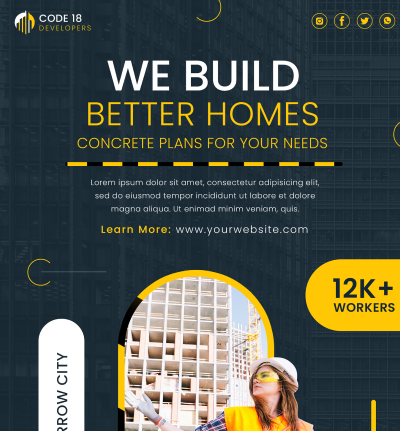 CODE 18
DEVELOPERS
WE BUILD
BETTER HOMES
CONCRETE PLANS FOR YOUR NEEDS
Lorem ipsum dolor sit amet, consectetur adipisicing elit,
sed do eiusmod tempor incididunt ut labore et dolore
magna aliqua. Ut enimad minim veniam, quis.
Learn More: www.yourwebsite.com
12K+
WORKERS
RROW CITY